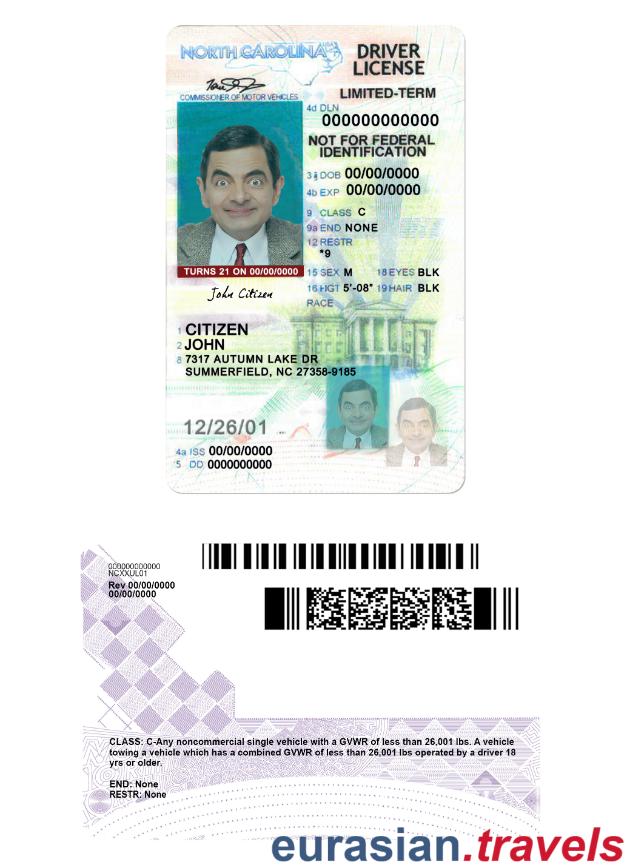 NORTH CAROLINA
DRIVER
LICENSE
COMMISSIONER OF MOTOR VEHICLES
LIMITED-TERM
4d DLN
000000000000
NOT FOR FEDERAL
IDENTIFICATION
3 DOB 00/00/0000
4b EXP 00/00/0000
9 CLASS C
9a END NONE
12 RESTR
*9
TURNS 21 ON 00/00/0000
15 SEX M 18 EYES BLK
16 HGT 5'-08" 19 HAIR BLK
RACE
John Citizen
1 CITIZEN
2 JOHN
8 7317 AUTUMN LAKE DR
SUMMERFIELD, NC 27358-9185
12/26/01
4a ISS 00/00/0000
5 DD 0000000000
000000000000
NCXXUL01
Rev 00/00/0000
00/00/0000
CLASS: C-Any noncommercial single vehicle with a GVWR of less than 26,001 lbs. A vehicle
towing a vehicle which has a combined GVWR of less than 26,001 lbs operated by a driver 18
yrs or older.
END: None
RESTR: None
eurasian.travels